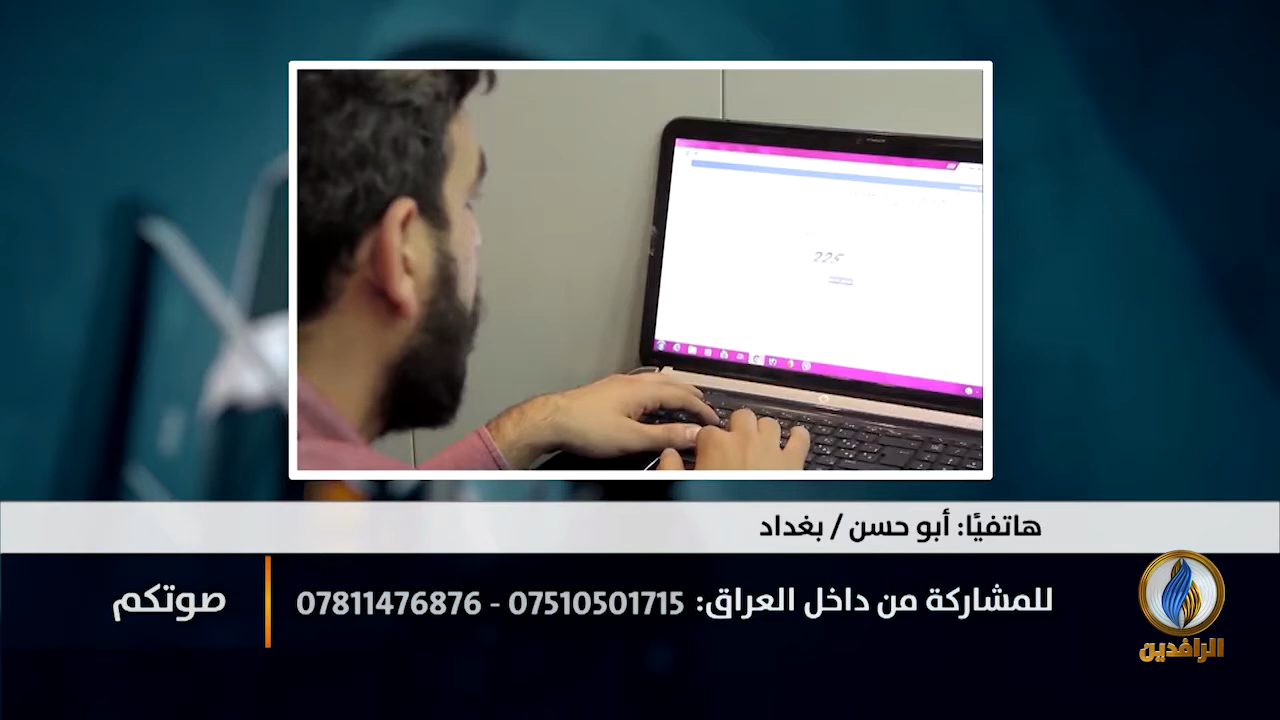 225
هاتفيًا: أبو حسن / بغداد
للمشاركة من داخل العراق: 07510501715 - 07811476876
صوتكم
الرافدين